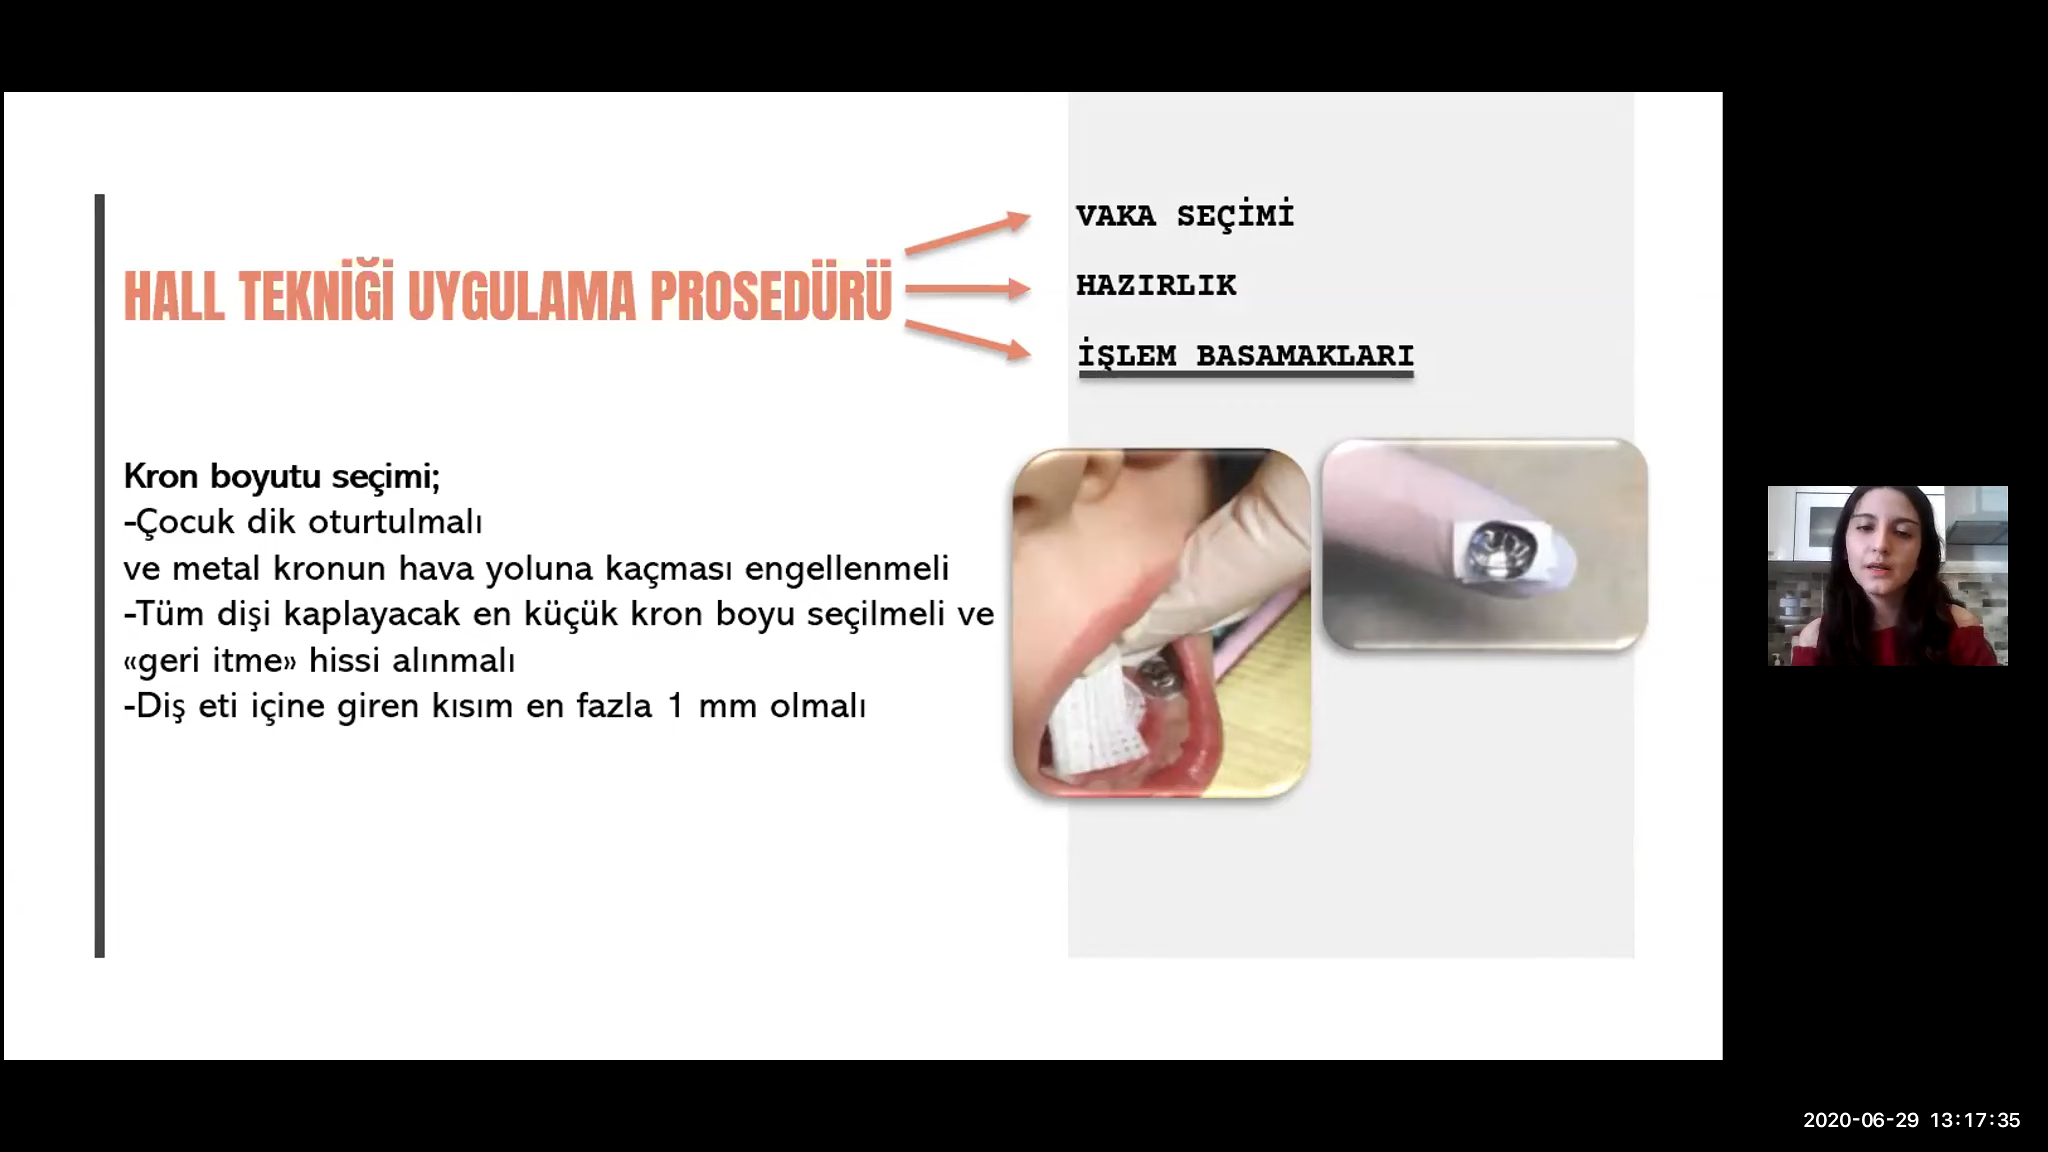 HALL TEKNİĞİ UYGULAMA PROSEDÜRÜ
VAKA SEÇİMİ
HAZIRLIK
İŞLEM BASAMAKLARI
Kron boyutu seçimi;
-Çocuk dik oturtulmalı
ve metal kronun hava yoluna kaçması engellenmeli
-Tüm dişi kaplayacak en küçük kron boyu seçilmeli ve
«geri itme» hissi alınmalı
-Diş eti içine giren kısım en fazla 1 mm olmalı
2020-06-29 13:17:35